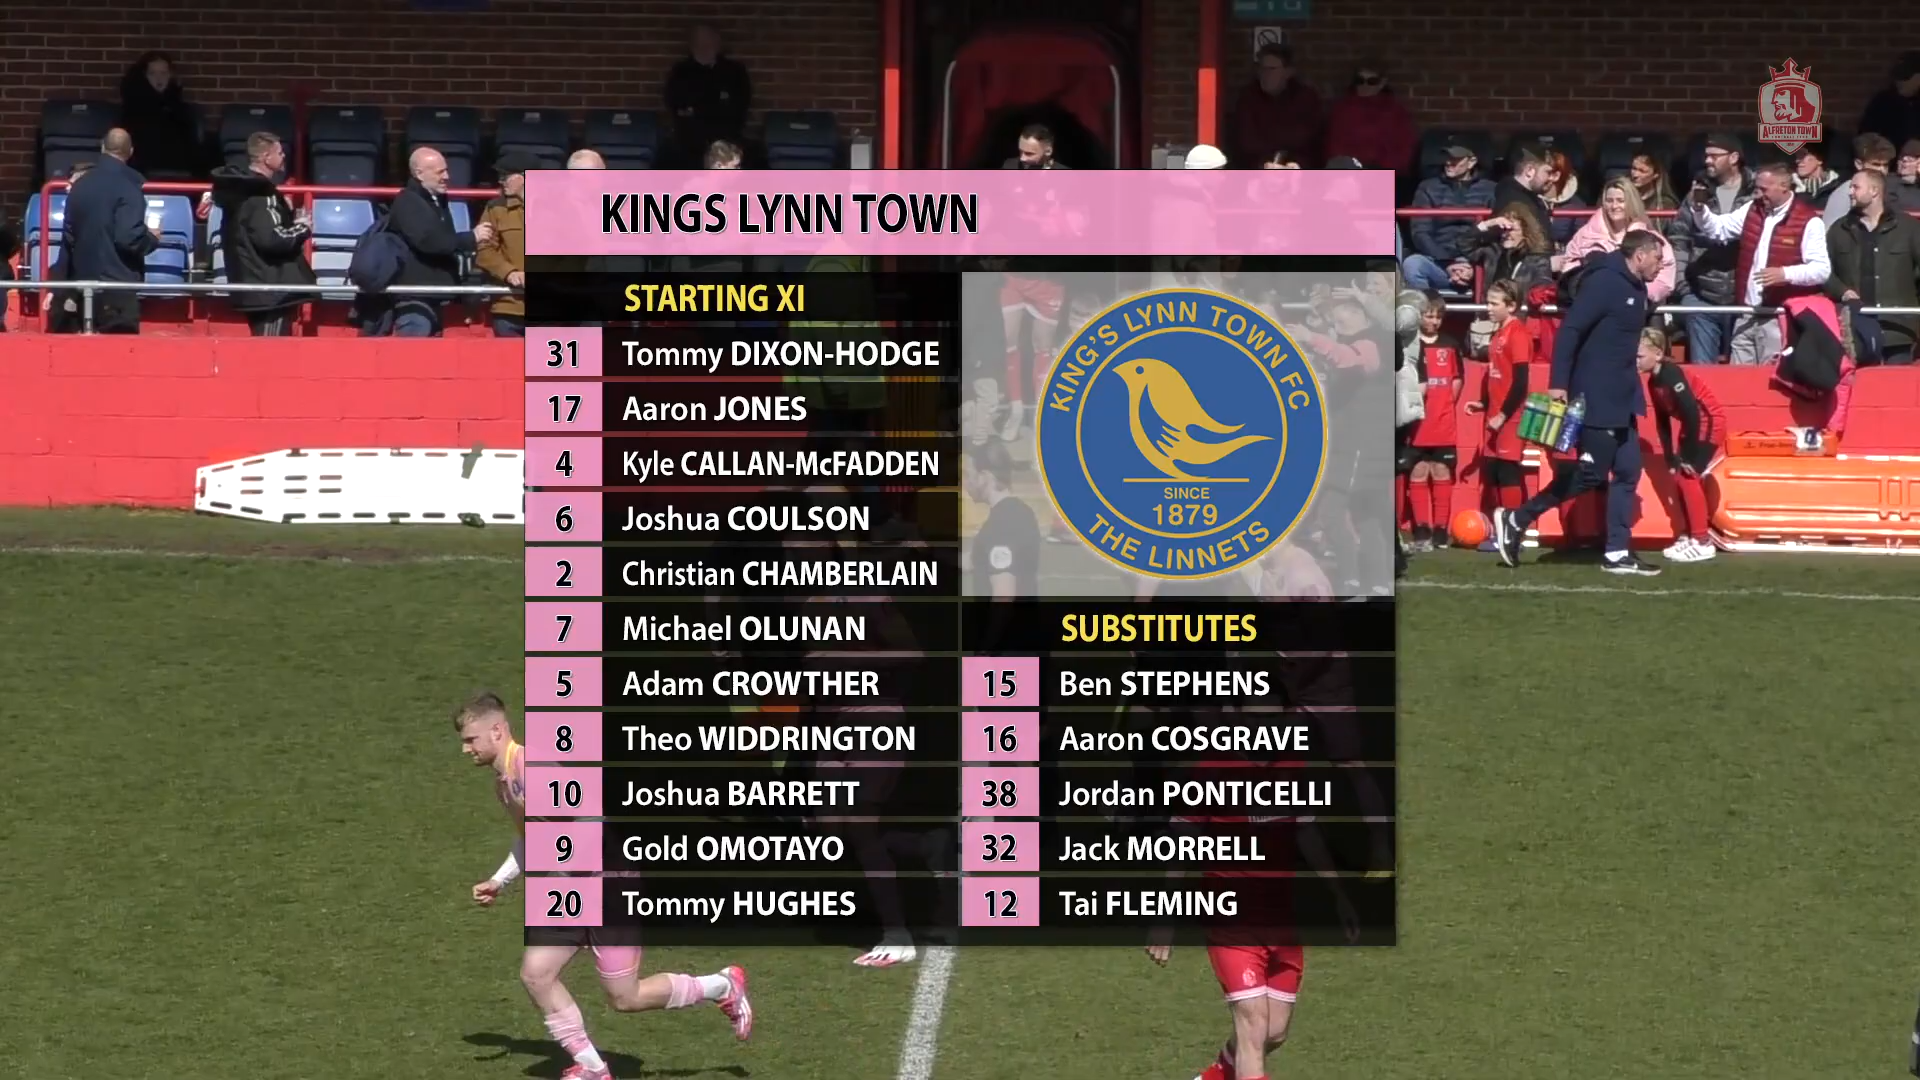 ALFRETON TOWN
KINGS LYNN TOWN
STARTING XI
31 Tommy DIXON-HODGE
17 Aaron JONES
4 Kyle CALLAN-McFADDEN
6 Joshua COULSON
2 Christian CHAMBERLAIN
7 Michael OLUNAN
5 Adam CROWTHER
8 Theo WIDDRINGTON
10 Joshua BARRETT
9 Gold OMOTAYO
20 Tommy HUGHES
KING'S LYNN TOWN FC
SINCE
1879
THE LINNETS
SUBSTITUTES
15 Ben STEPHENS
16 Aaron COSGRAVE
38 Jordan PONTICELLI
32 Jack MORRELL
12 Tai FLEMING